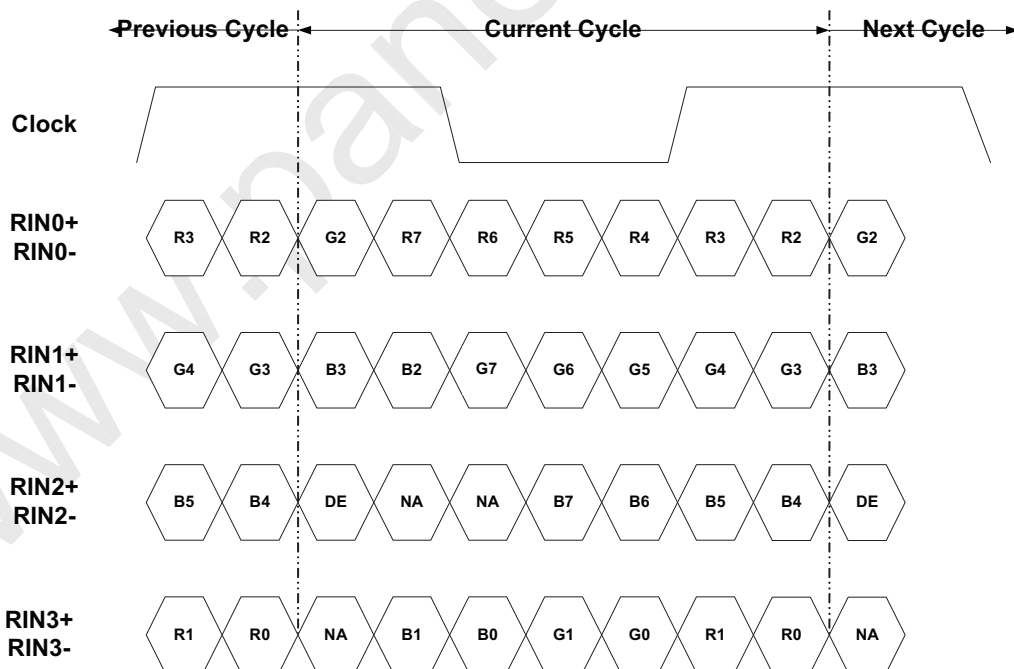 Previous Cycle Current Cycle Next Cycle
Clock
RIN0+
RIN0-
R3 R2 G2 R7 R6 R5 R4 R3 R2 G2
RIN1+
RIN1-
G4 G3 B3 B2 G7 G6 G5 G4 G3 B3
RIN2+
RIN2-
B5 B4 DE NA NA B7 B6 B5 B4 DE
RIN3+
RIN3-
R1 R0 NA B1 B0 G1 G0 R1 R0 NA